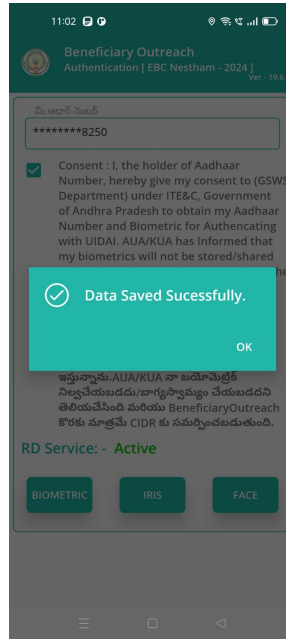 11:02
Beneficiary Outreach
Authentication [ EBC Nestham - 2024 ]
Ver - 19.6
మీ ఆధార్ నెంబర్
********8250
Consent : I, the holder of Aadhaar
Number, hereby give my consent to (GSWS
Department) under ITE&C, Government
of Andhra Pradesh to obtain my Aadhaar
Number and Biometric for Authencating
with UIDAI. AUA/KUA has Informed that
my biometrics will not be stored/shared
Data Saved Sucessfully.
OK
ఇస్తున్నాను.AUA/KUA నా బయోమెట్రిక్
నిల్వచేయబడదు/బాగ్యస్వామ్యం చేయబడదని
తెలియచేసింది మరియు BeneficiaryOutreach
కొరకు మాత్రమే CIDR కు సమర్పించబడుతుంది.
RD Service: - Active
BIOMETRIC
IRIS
FACE